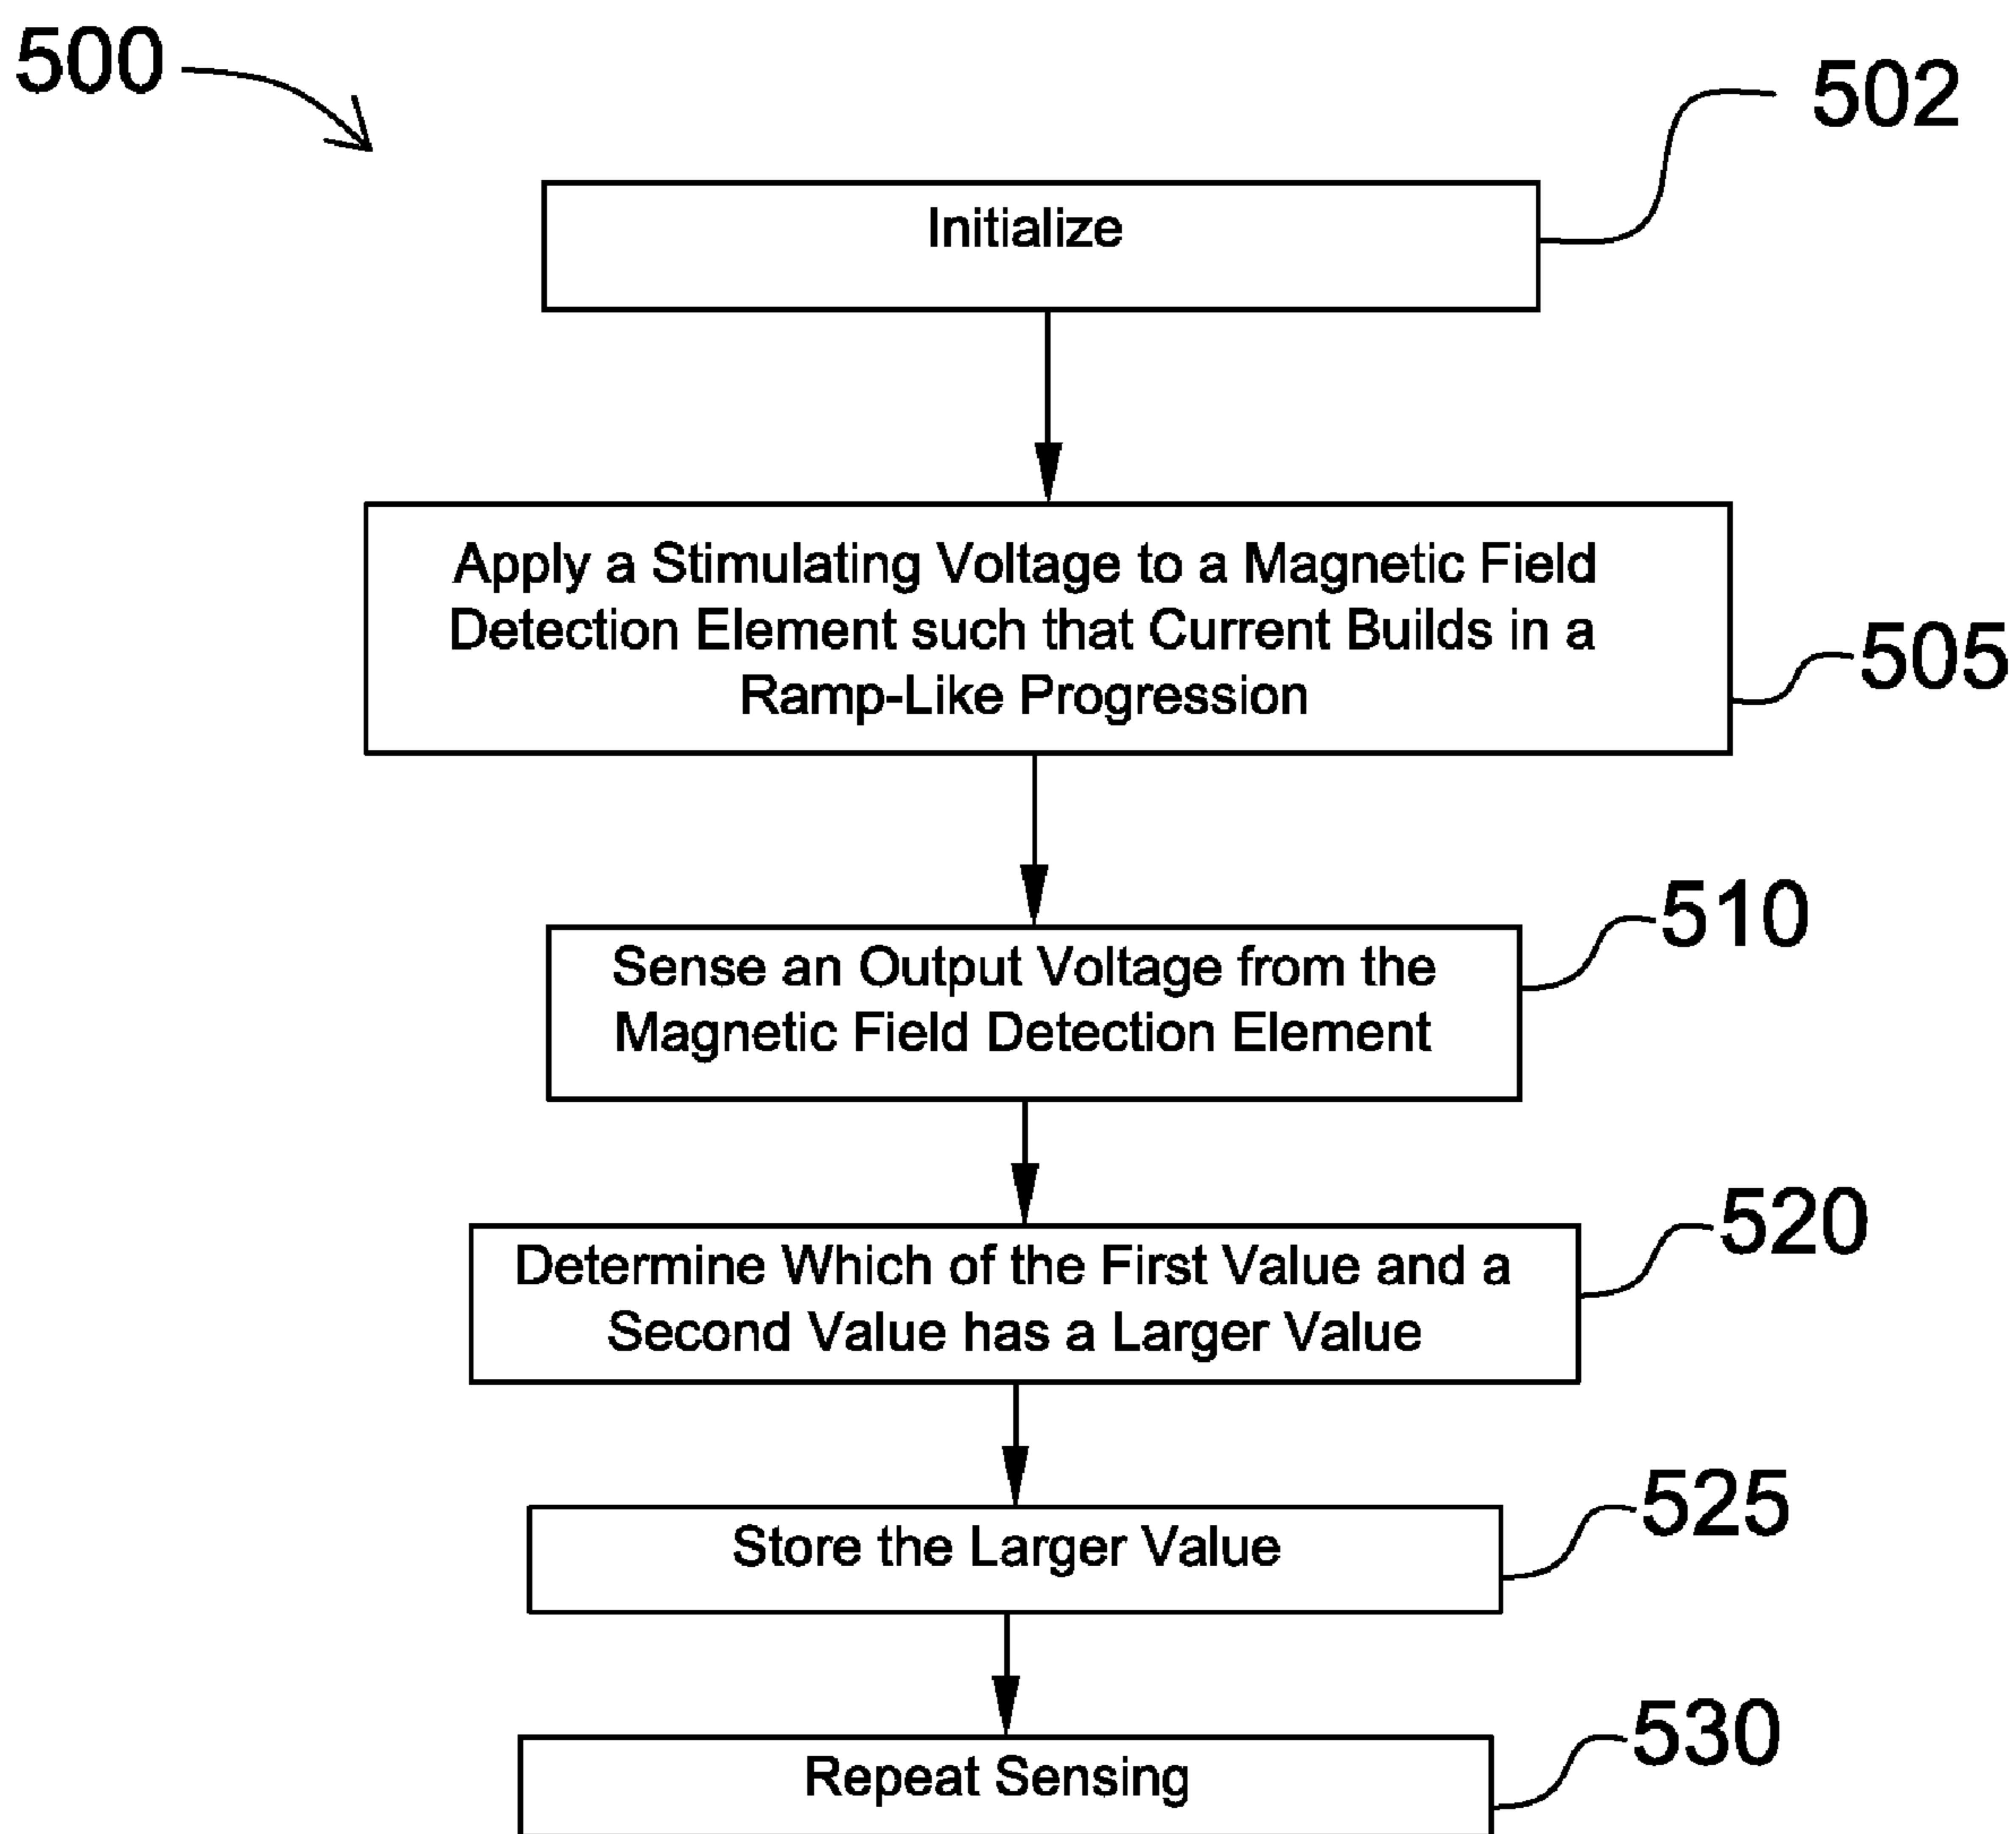 500
502
Initialize
Apply a Stimulating Voltage to a Magnetic Field
Detection Element such that Current Builds in a
Ramp-Like Progression
505
510
Sense an Output Voltage from the
Magnetic Field Detection Element
520
Determine Which of the First Value and a
Second Value has a Larger Value
525
Store the Larger Value
530
Repeat Sensing